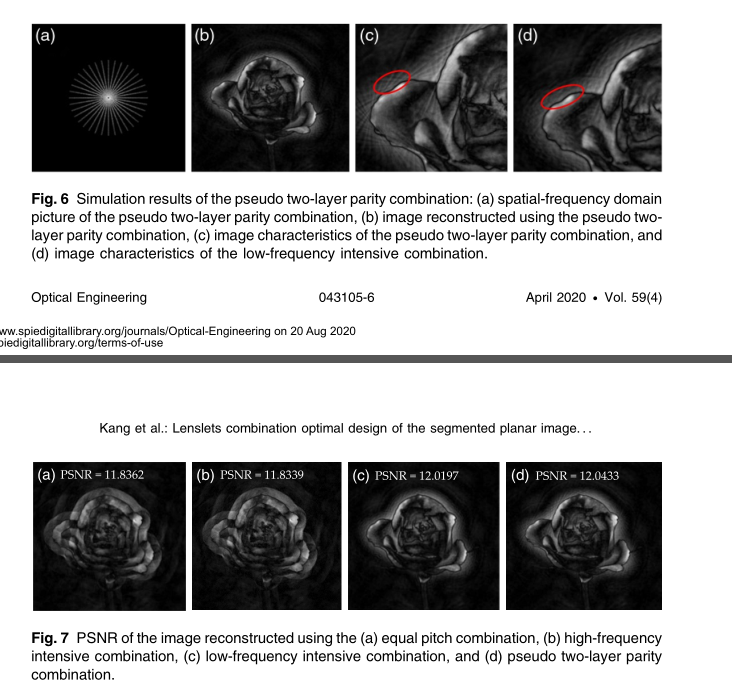 (a) (b) (c) (d)
Fig. 6 Simulation results of the pseudo two-layer parity combination: (a) spatial-frequency domain
picture of the pseudo two-layer parity combination, (b) image reconstructed using the pseudo two-
layer parity combination, (c) image characteristics of the pseudo two-layer parity combination, and
(d) image characteristics of the low-frequency intensive combination.
Optical Engineering 043105-6 April 2020 • Vol. 59(4)
ww.spiedigitallibrary.org/journals/Optical-Engineering on 20 Aug 2020
piedigitallibrary.org/terms-of-use
Kang et al.: Lenslets combination optimal design of the segmented planar image...
(a) PSNR = 11.8362 (b) PSNR = 11.8339 (c) PSNR = 12.0197 (d) PSNR = 12.0433
Fig. 7 PSNR of the image reconstructed using the (a) equal pitch combination, (b) high-frequency
intensive combination, (c) low-frequency intensive combination, and (d) pseudo two-layer parity
combination.